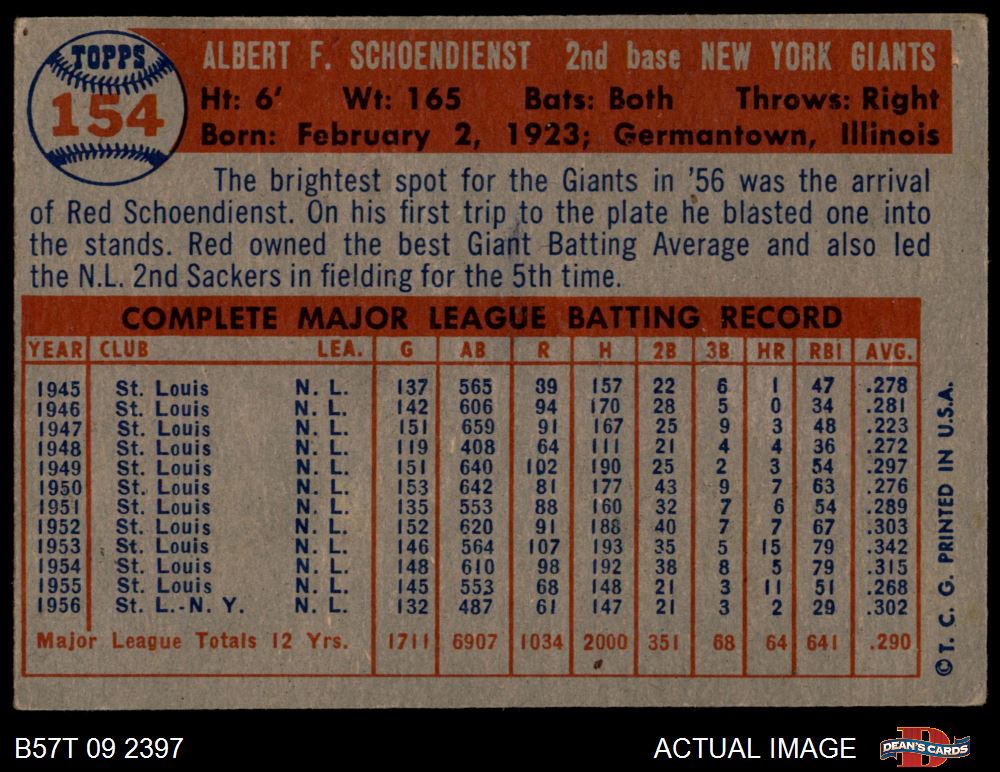 TOPPS
154
ALBERT F. SCHOENDIENST 2nd base NEW YORK GIANTS
Ht: 6' Wt: 165 Bats: Both Throws: Right
Born: February 2, 1923; Germantown, Illinois
The brightest spot for the Giants in '56 was the arrival
of Red Schoendienst. On his first trip to the plate he blasted one into
the stands. Red owned the best Giant Batting Average and also led
the N.L. 2nd Sackers in fielding for the 5th time.
COMPLETE MAJOR LEAGUE BATTING RECORD
YEAR CLUB LEA. G AB R H 2B 3B HR RBI AVG.
1945 St. Louis N. L. 137 565 89 157 22 6 1 47 .278
1946 St. Louis N. L. 142 606 94 170 28 5 0 34 .281
1947 St. Louis N. L. 151 659 91 167 25 9 3 48 .223
1948 St. Louis N. L. 119 408 64 111 21 4 4 36 .272
1949 St. Louis N. L. 151 640 102 190 25 2 3 54 .297
1950 St. Louis N. L. 153 642 81 177 43 9 7 63 .276
1951 St. Louis N. L. 135 553 88 160 32 7 6 54 .289
1952 St. Louis N. L. 152 620 91 188 40 7 7 67 .303
1953 St. Louis N. L. 146 564 107 193 35 5 15 79 .342
1954 St. Louis N. L. 148 610 98 192 38 8 5 79 .315
1955 St. Louis N. L. 145 553 68 148 21 3 11 51 .268
1956 St. L.-N. Y. N. L. 132 487 61 147 21 3 2 29 .302
Major League Totals 12 Yrs. 1711 6907 1034 2000 351 68 64 641 .290
© T. C. G. PRINTED IN U.S.A.
B57T 09 2397
ACTUAL IMAGE
DEAN'S CARDS